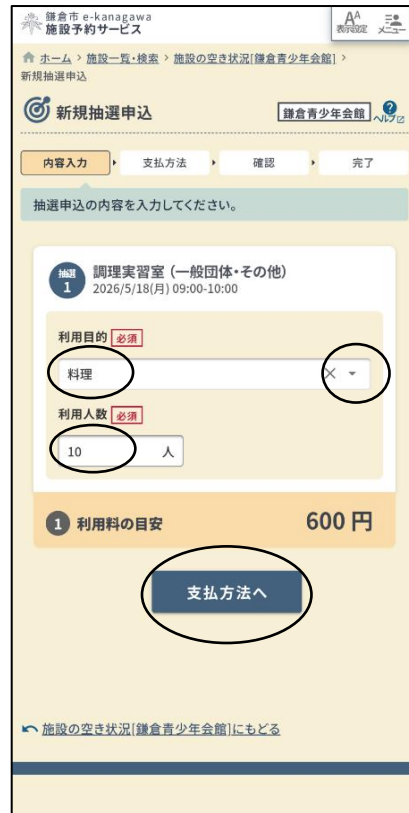 鎌倉市 e-kanagawa
施設予約サービス
AA
表示設定
メニュー
ホーム > 施設一覧・検索 > 施設の空き状況[鎌倉青少年会館] >
新規抽選申込
新規抽選申込
鎌倉青少年会館
?
ヘルプ
内容入力
支払方法
確認
完了
抽選申込の内容を入力してください。
抽選
1
調理実習室 (一般団体・その他)
2026/5/18(月) 09:00-10:00
利用目的 必須
料理
利用人数 必須
10 人
1 利用料の目安 600 円
支払方法へ
施設の空き状況[鎌倉青少年会館]にもどる